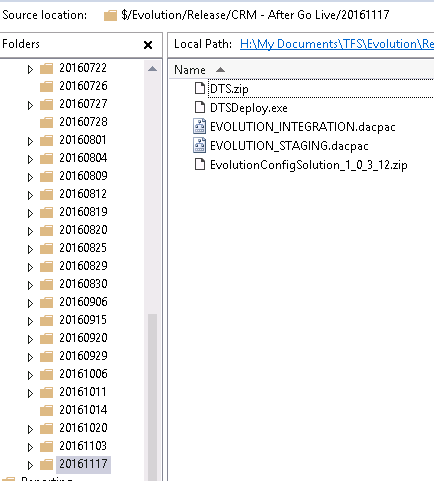 Source location: $/Evolution/Release/CRM - After Go Live/20161117
Folders
20160722
20160726
20160727
20160728
20160801
20160804
20160809
20160812
20160819
20160820
20160825
20160829
20160830
20160906
20160915
20160920
20160929
20161006
20161011
20161014
20161020
20161103
20161117
Local Path: H:\My Documents\TFS\Evolution\Re
Name
DTS.zip
DTSDeploy.exe
EVOLUTION_INTEGRATION.dacpac
EVOLUTION_STAGING.dacpac
EvolutionConfigSolution_1_0_3_12.zip